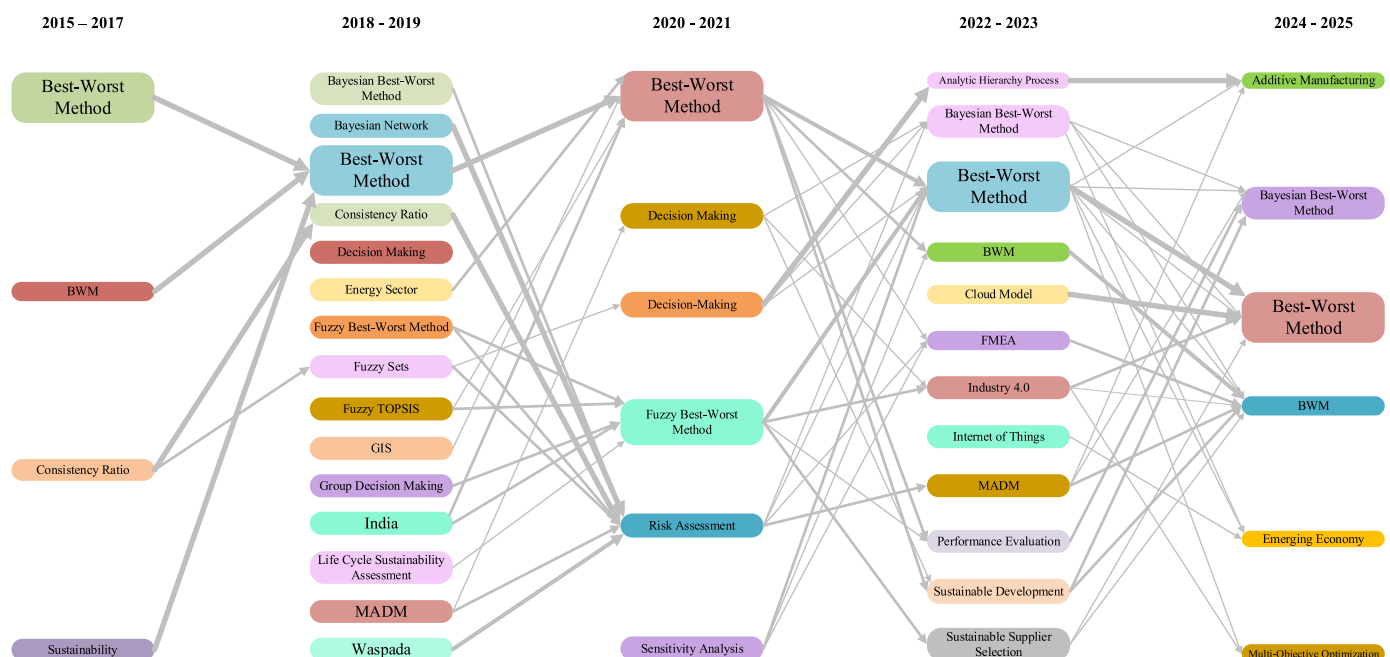 2015 – 2017
2018 - 2019
2020 - 2021
2022 - 2023
2024 - 2025
Best-Worst
Method
BWM
Consistency Ratio
Sustainability
Bayesian Best-Worst
Method
Bayesian Network
Best-Worst
Method
Consistency Ratio
Decision Making
Energy Sector
Fuzzy Best-Worst Method
Fuzzy Sets
Fuzzy TOPSIS
GIS
Group Decision Making
India
Life Cycle Sustainability
Assessment
MADM
Waspada
Best-Worst
Method
Decision Making
Decision-Making
Fuzzy Best-Worst
Method
Risk Assessment
Sensitivity Analysis
Analytic Hierarchy Process
Bayesian Best-Worst
Method
Best-Worst
Method
BWM
Cloud Model
FMEA
Industry 4.0
Internet of Things
MADM
Performance Evaluation
Sustainable Development
Sustainable Supplier
Selection
Additive Manufacturing
Bayesian Best-Worst
Method
Best-Worst
Method
BWM
Emerging Economy
Multi-Objective Optimization